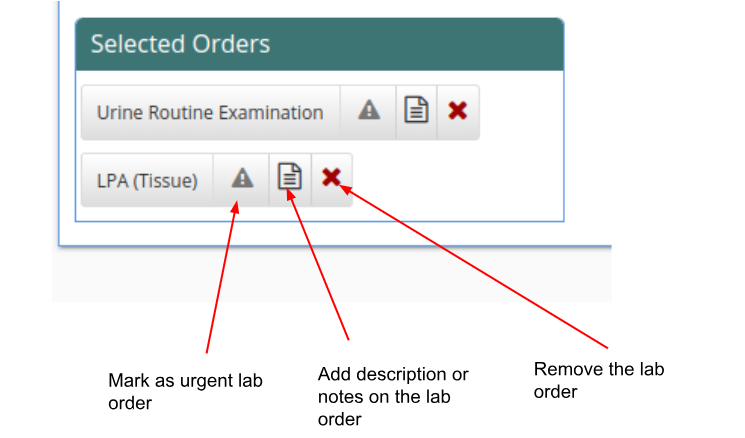 Selected Orders
Urine Routine Examination
LPA (Tissue)
Mark as urgent lab
order
Add description or
notes on the lab
order
Remove the lab
order